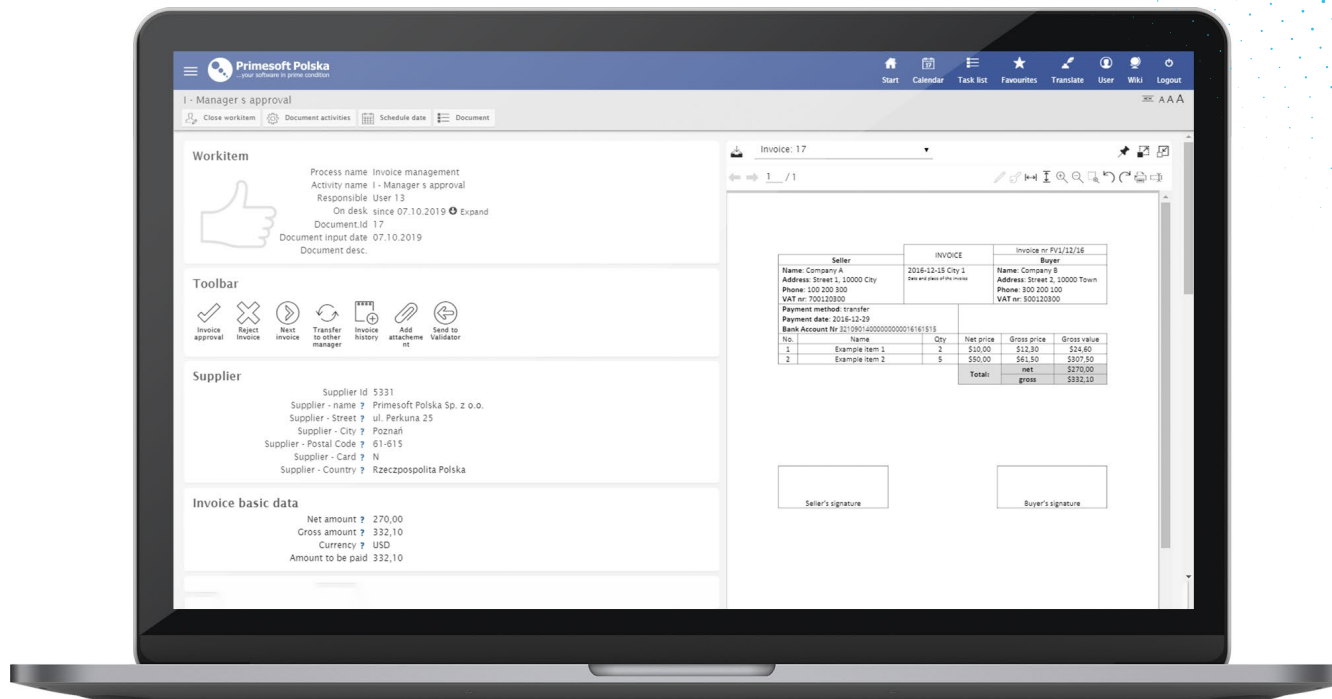 Primesoft Polska
...your software in prime condition
Start Calendar Task list Favourites Translate User Wiki Logout
I - Manager s approval
A A A
Close workitem Document activities Schedule date Document
Workitem
Process name Invoice management
Activity name I - Manager s approval
Responsible User 13
On desk since 07.10.2019 Expand
Document.Id 17
Document input date 07.10.2019
Document desc.
Toolbar
Invoice approval
Reject Invoice
Next invoice
Transfer to other manager
Invoice history
Add attacheme nt
Send to Validator
Supplier
Supplier Id 5331
Supplier - name ? Primesoft Polska Sp. z o.o.
Supplier - Street ? ul. Perkuna 25
Supplier - City ? Poznań
Supplier - Postal Code ? 61-615
Supplier - Card ? N
Supplier - Country ? Rzeczpospolita Polska
Invoice basic data
Net amount ? 270,00
Gross amount ? 332,10
Currency ? USD
Amount to be paid 332,10
Invoice: 17
1 / 1
INVOICE
Invoice nr FV1/12/16
Seller
Buyer
Name: Company A
Address: Street 1, 10000 City
Phone: 100 200 300
VAT nr: 700120300
2016-12-15 City 1
Date and place of the invoice
Name: Company B
Address: Street 2, 10000 Town
Phone: 300 200 100
VAT nr: 500120300
Payment method: transfer
Payment date: 2016-12-29
Bank Account Nr
No. Name Qty Net price Gross price Gross value
1 Example item 1 2 $10,00 $12,30 $24,60
2 Example item 2 5 $50,00 $61,50 $307,50
Total: net $270,00
gross $332,10
Seller's signature
Buyer's signature